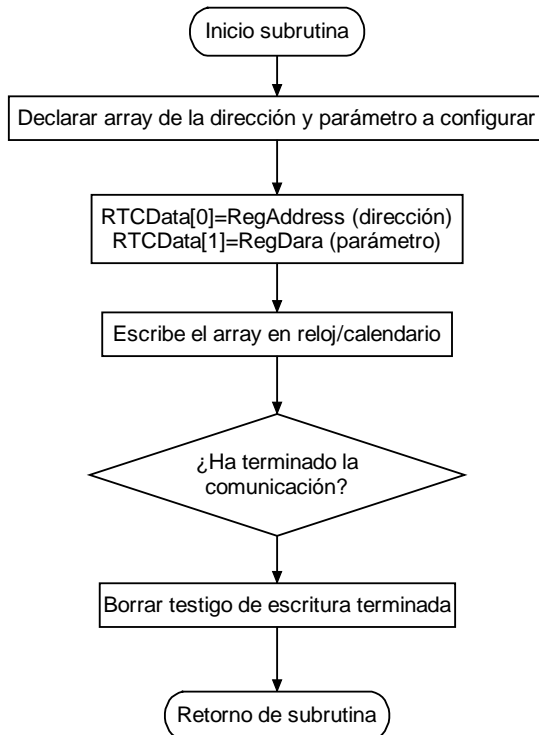 Inicio subrutina
Declarar array de la dirección y parámetro a configurar
RTCData[0]=RegAddress (dirección)
RTCData[1]=RegDara (parámetro)
Escribe el array en reloj/calendario
¿Ha terminado la
comunicación?
Borrar testigo de escritura terminada
Retorno de subrutina